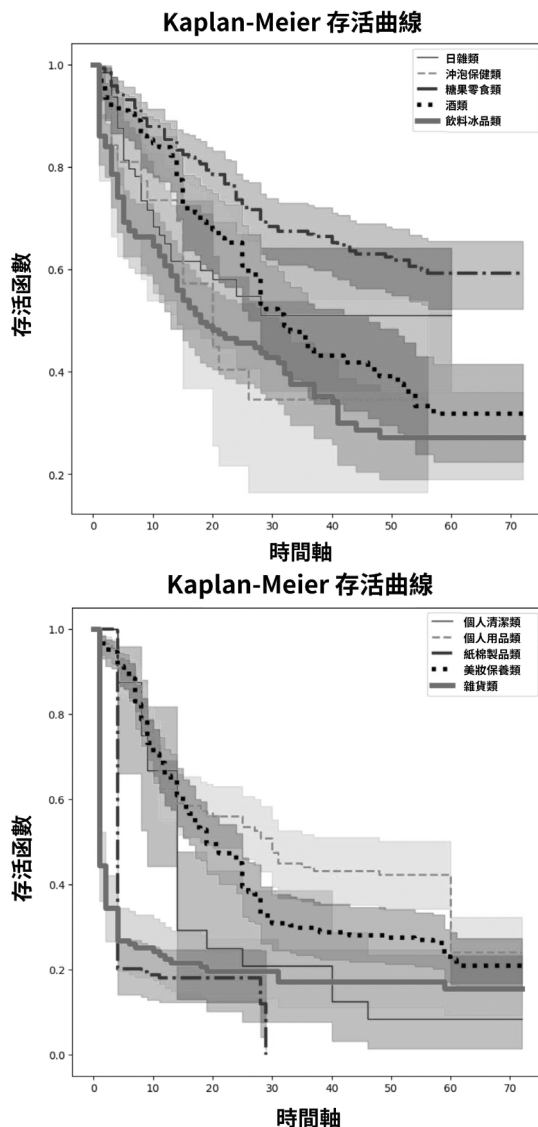 Kaplan-Meier 存活曲線
1.0
0.8
0.6
0.4
0.2
存活函數
日雜類
沖泡保健類
糖果零食類
酒類
飲料冰品類
0 10 20 30 40 50 60 70
時間軸
Kaplan-Meier 存活曲線
1.0
0.8
0.6
0.4
0.2
0.0
存活函數
個人清潔類
個人用品類
紙棉製品類
美妝保養類
雜貨類
0 10 20 30 40 50 60 70
時間軸